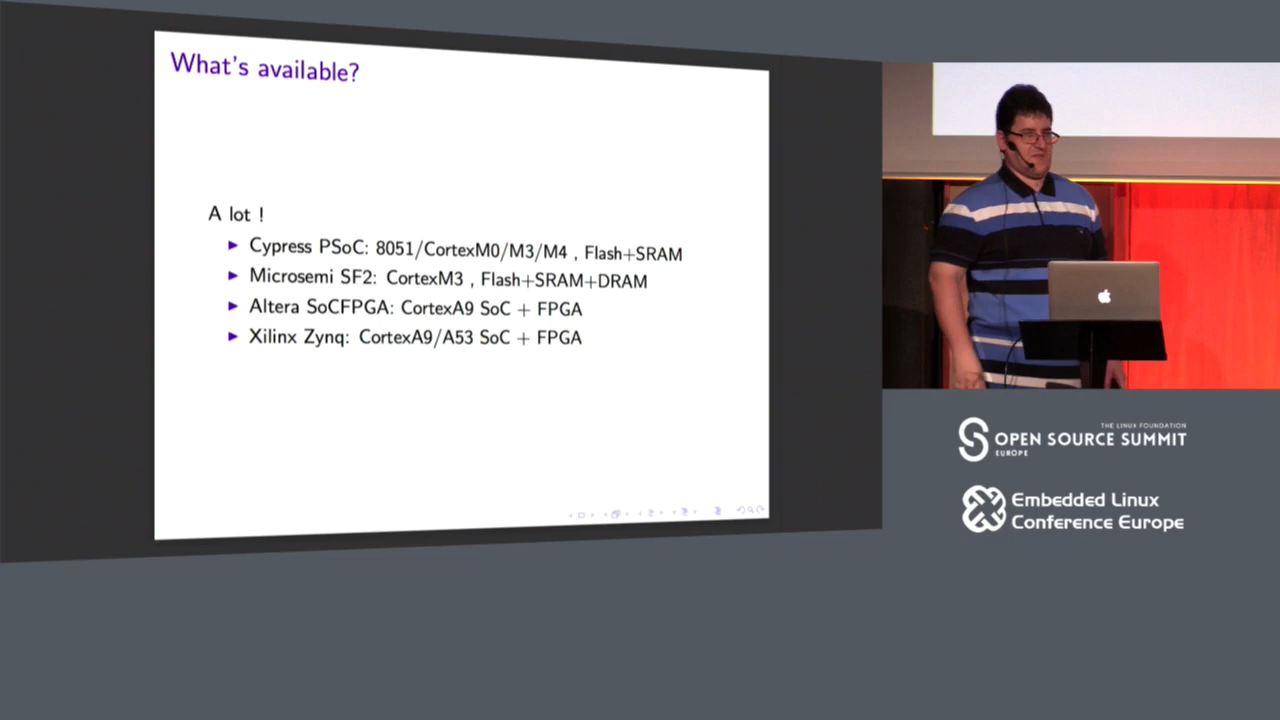 What's available?
A lot !
Cypress PSoC: 8051/CortexM0/M3/M4 , Flash+SRAM
Microsemi SF2: CortexM3 , Flash+SRAM+DRAM
Altera SoCFPGA: CortexA9 SoC + FPGA
Xilinx Zynq: CortexA9/A53 SoC + FPGA
THE LINUX FOUNDATION
OPEN SOURCE SUMMIT
EUROPE
Embedded Linux
Conference Europe